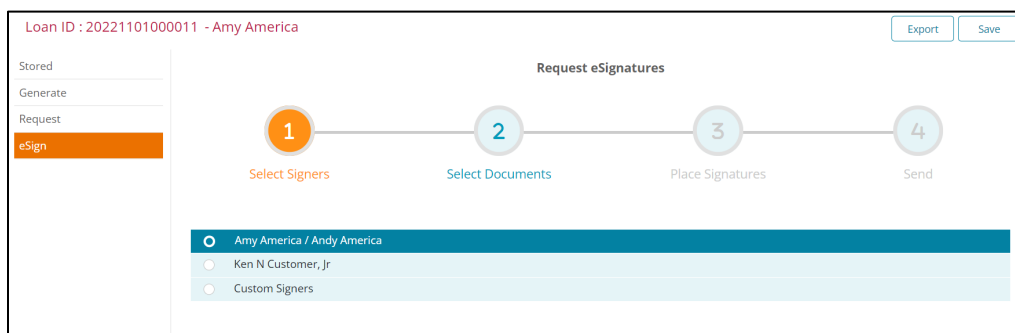 Loan ID : 20221101000011 - Amy America
Export
Save
Stored
Generate
Request
eSign
Request eSignatures
1
2
3
4
Select Signers
Select Documents
Place Signatures
Send
Amy America / Andy America
Ken N Customer, Jr
Custom Signers